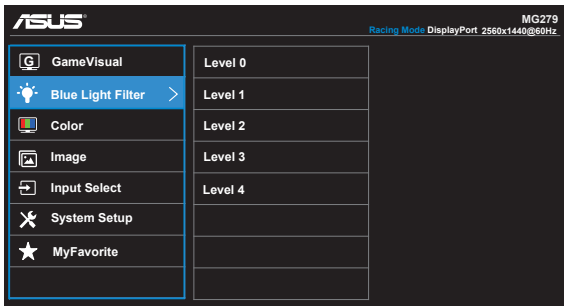 ASUS
MG279
Racing Mode DisplayPort 2560x1440@60Hz
G GameVisual
Blue Light Filter
Color
Image
Input Select
System Setup
MyFavorite
Level 0
Level 1
Level 2
Level 3
Level 4